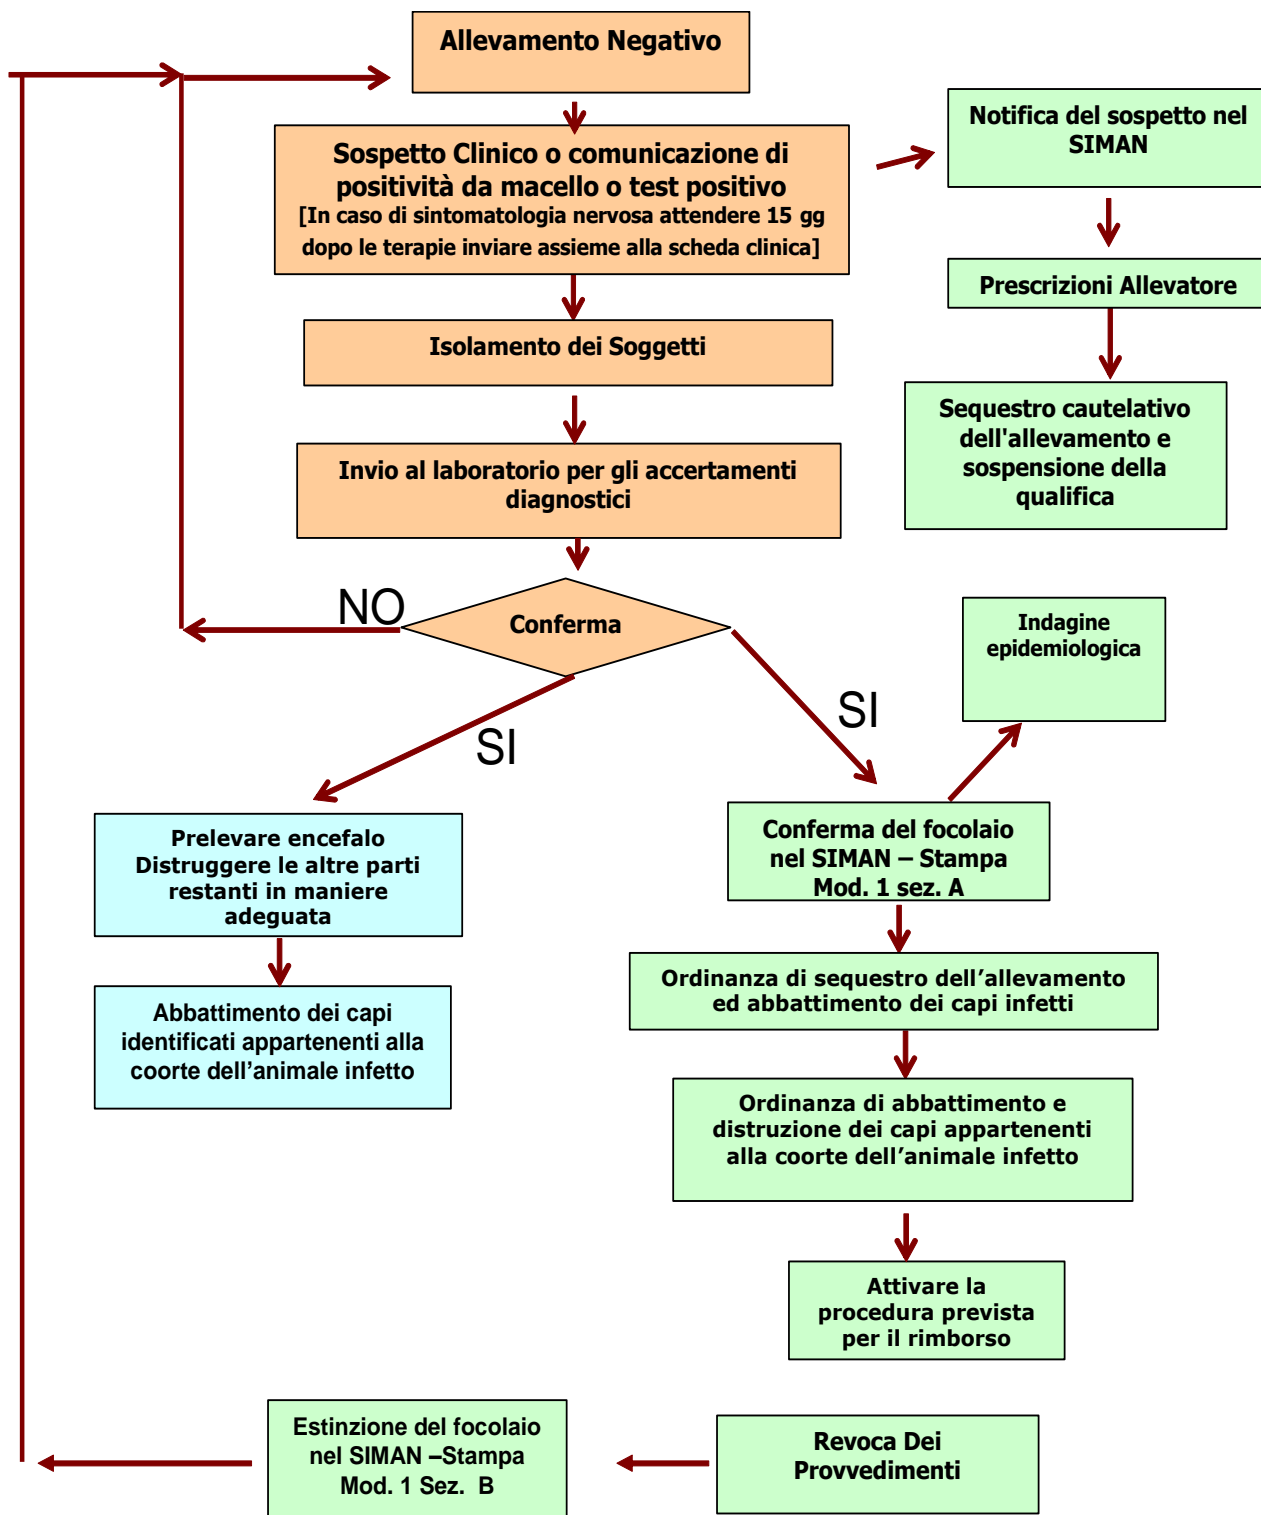 Allevamento Negativo
Notifica del sospetto nel
SIMAN
Sospetto Clinico o comunicazione di
positività da macello o test positivo
[In caso di sintomatologia nervosa attendere 15 gg
dopo le terapie inviare assieme alla scheda clinica]
Prescrizioni Allevatore
Isolamento dei Soggetti
Sequestro cautelativo
dell'allevamento e
sospensione della
qualifica
Invio al laboratorio per gli accertamenti
diagnostici
NO
Conferma
Indagine
epidemiologica
SI
SI
Prelevare encefalo
Distruggere le altre parti
restanti in maniere
adeguata
Conferma del focolaio
nel SIMAN – Stampa
Mod. 1 sez. A
Abbattimento dei capi
identificati appartenenti alla
coorte dell’animale infetto
Ordinanza di sequestro dell’allevamento
ed abbattimento dei capi infetti
Ordinanza di abbattimento e
distruzione dei capi appartenenti
alla coorte dell’animale infetto
Attivare la
procedura prevista
per il rimborso
Estinzione del focolaio
nel SIMAN –Stampa
Mod. 1 Sez. B
Revoca Dei
Provvedimenti